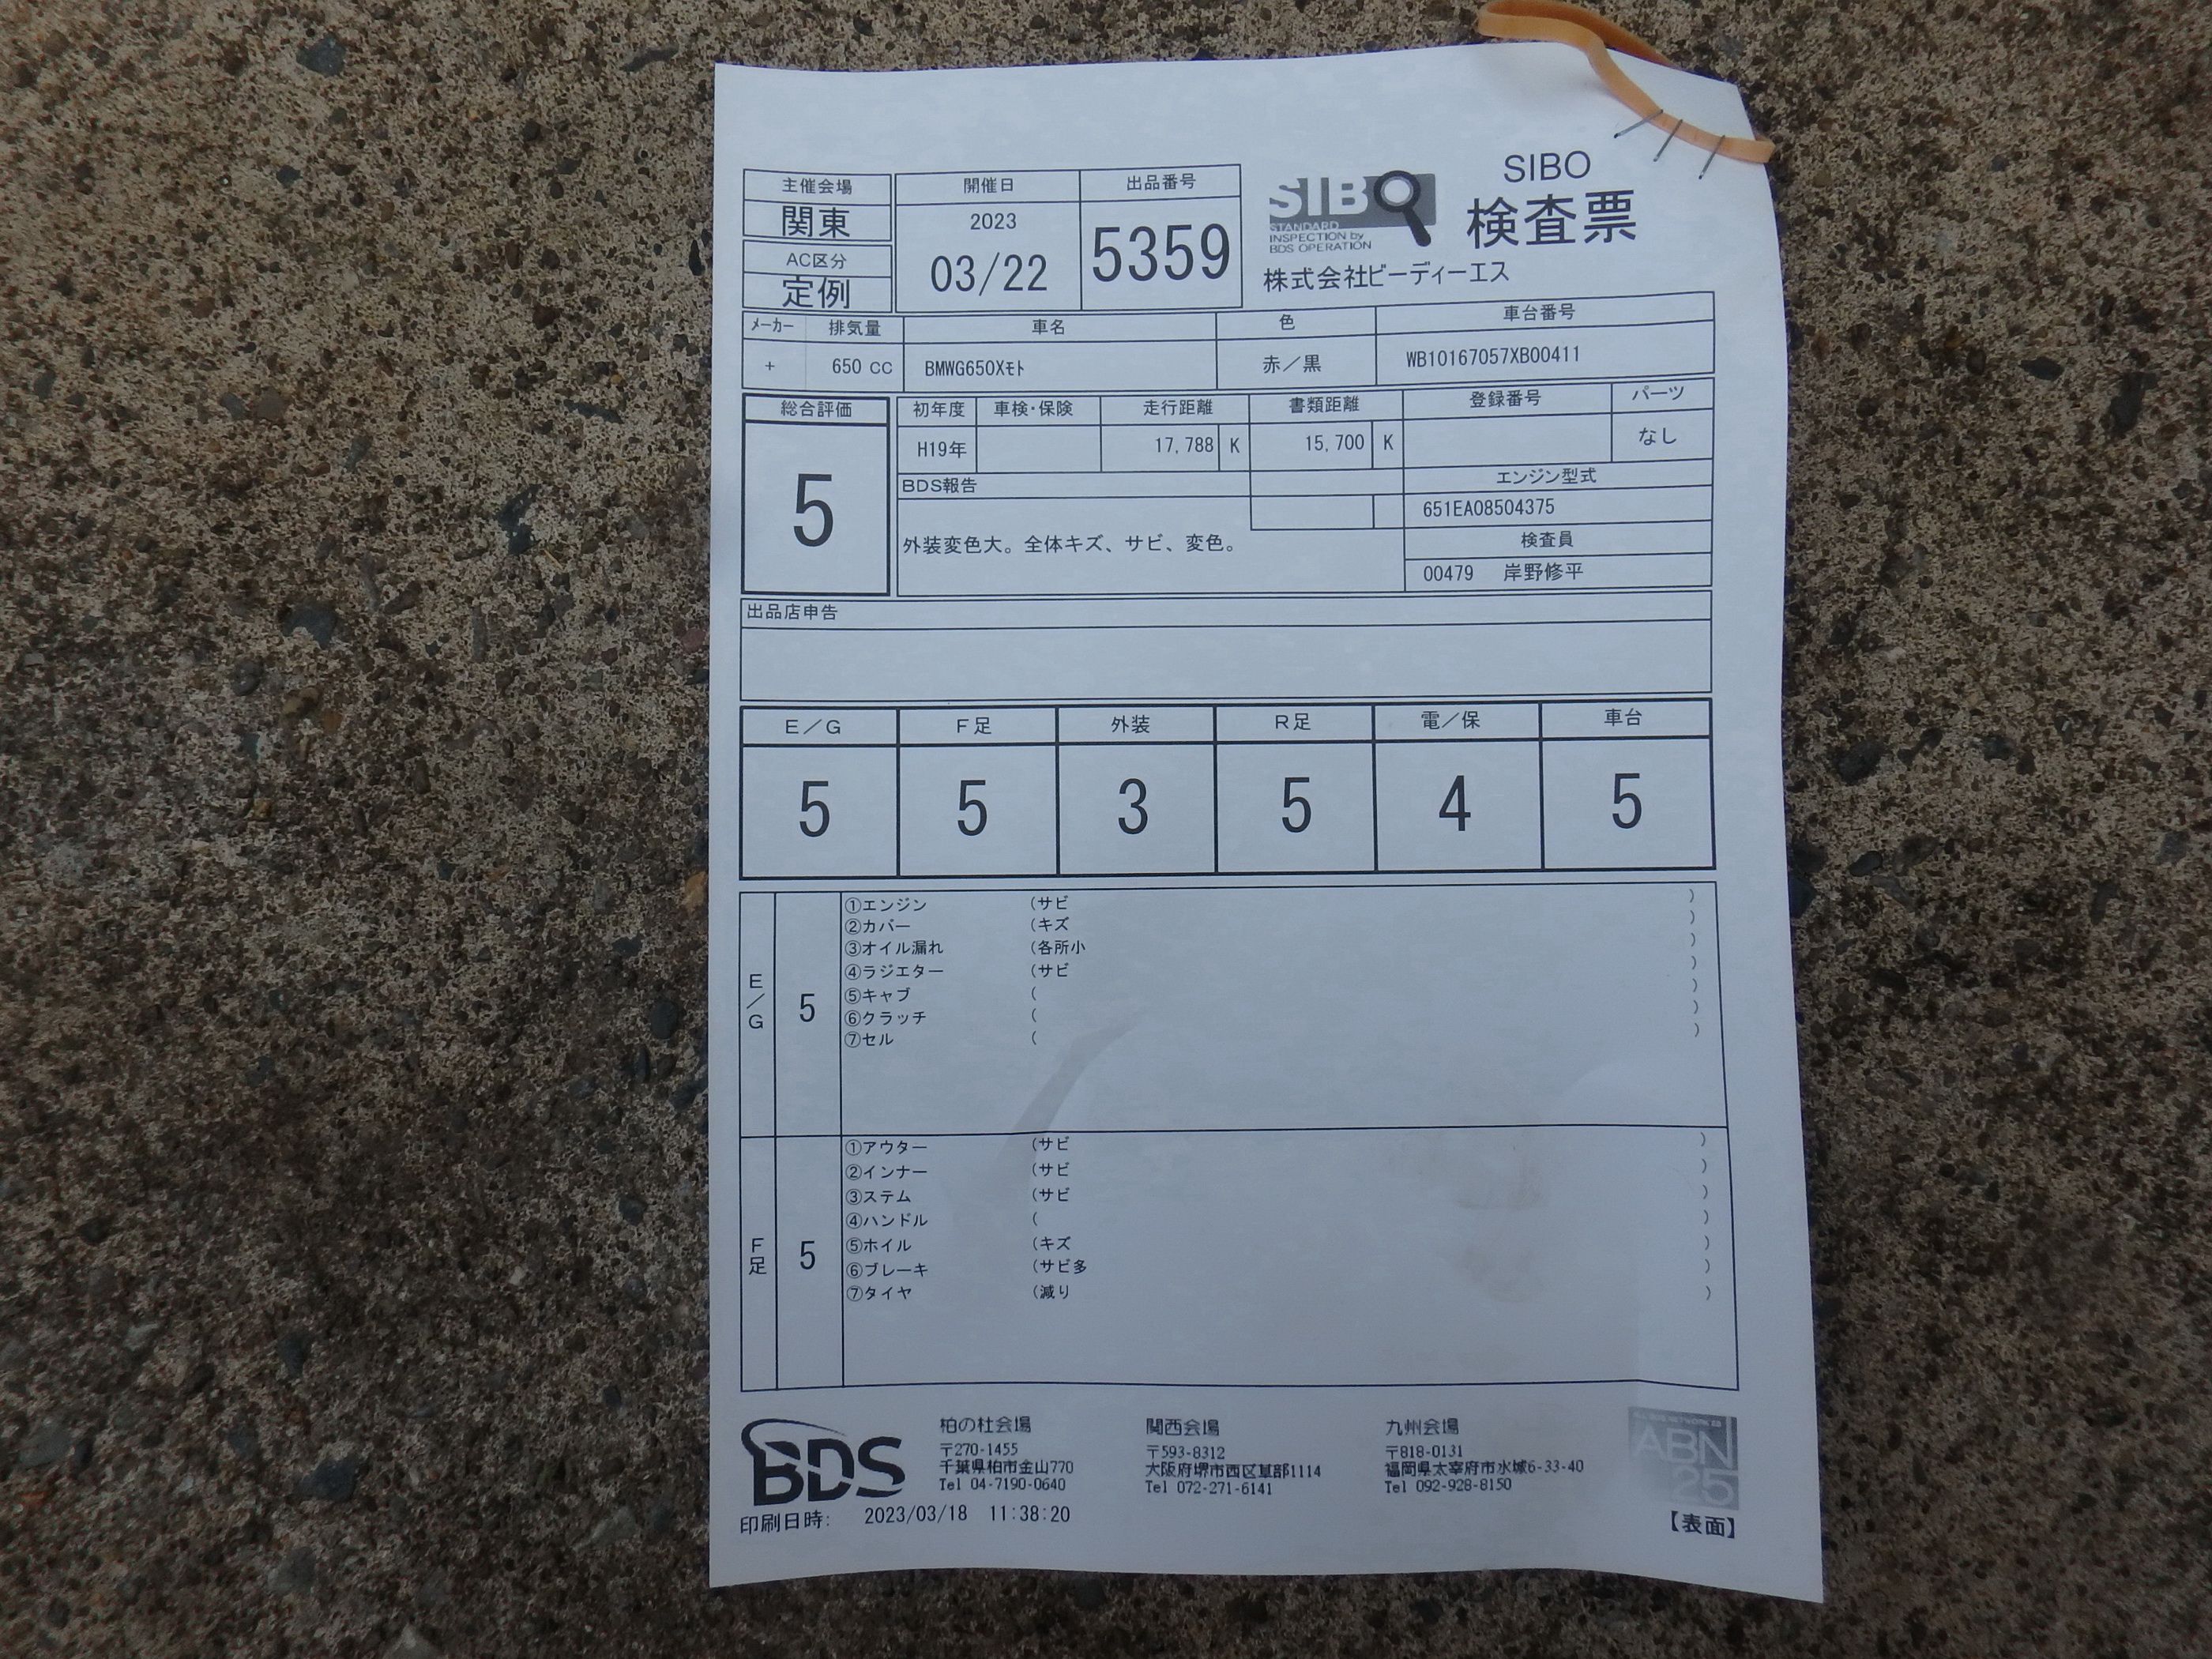 主催会場
関東
AC区分
定例
開催日
2023
03/22
出品番号
5359
SIBO
STANDARD
INSPECTION by
BDS OPERATION
SIBO
検査票
株式会社ビーディーエス
ﾒｰｶｰ 排気量 車名 色 車台番号
+ 650 CC BMWG650Xﾓﾄ 赤／黒 WB10167057XB00411
総合評価
5
初年度 車検・保険 走行距離 書類距離 登録番号 パーツ
H19年 17,788 K 15,700 K なし
BDS報告
外装変色大。全体キズ、サビ、変色。
エンジン型式
651EA08504375
検査員
00479 岸野修平
出品店申告
E／G F足 外装 R足 電／保 車台
5 5 3 5 4 5
E／G
5
①エンジン (サビ )
②カバー (キズ )
③オイル漏れ (各所小 )
④ラジエター (サビ )
⑤キャブ ( )
⑥クラッチ ( )
⑦セル ( )
F足
5
①アウター (サビ )
②インナー (サビ )
③ステム (サビ )
④ハンドル ( )
⑤ホイル (キズ )
⑥ブレーキ (サビ多 )
⑦タイヤ (減り )
BDS
柏の杜会場
〒270-1455
千葉県柏市金山770
Tel 04-7190-0640
関西会場
〒593-8312
大阪府堺市西区草部1114
Tel 072-271-6141
九州会場
〒818-0131
福岡県太宰府市水城6-33-40
Tel 092-928-8150
ABN
25
印刷日時: 2023/03/18 11:38:20
【表面】